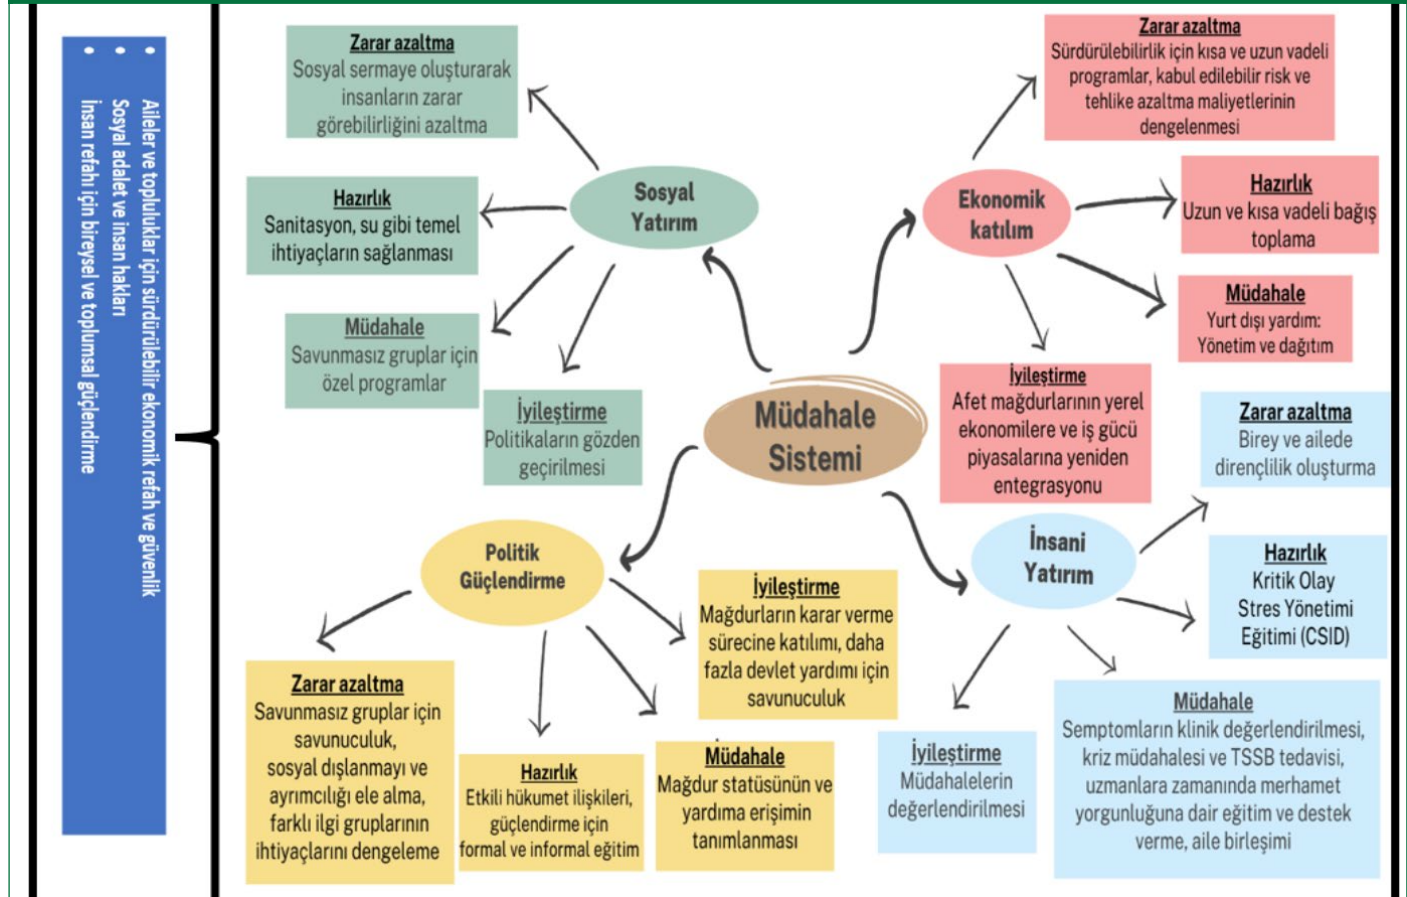 Aileler ve topluluklar için sürdürülebilir ekonomik refah ve güvenlik
Sosyal adalet ve insan hakları
İnsan refahı için bireysel ve toplumsal güçlendirme
Müdahale
Sistemi
Sosyal
Yatırım
Zarar azaltma
Sosyal sermaye oluşturarak
insanların zarar
görebilirliğini azaltma
Hazırlık
Sanitasyon, su gibi temel
ihtiyaçların sağlanması
Müdahale
Savunmasız gruplar için
özel programlar
İyileştirme
Politikaların gözden
geçirilmesi
Ekonomik
katılım
Zarar azaltma
Sürdürülebilirlik için kısa ve uzun vadeli
programlar, kabul edilebilir risk ve
tehlike azaltma maliyetlerinin
dengelenmesi
Hazırlık
Uzun ve kısa vadeli bağış
toplama
Müdahale
Yurt dışı yardım:
Yönetim ve dağıtım
İyileştirme
Afet mağdurlarının yerel
ekonomilere ve iş gücü
piyasalarına yeniden
entegrasyonu
Politik
Güçlendirme
Zarar azaltma
Savunmasız gruplar için
savunuculuk,
sosyal dışlanmayı ve
ayrımcılığı ele alma,
farklı ilgi gruplarının
ihtiyaçlarını dengeleme
Hazırlık
Etkili hükumet ilişkileri,
güçlendirme için
formal ve informal eğitim
Müdahale
Mağdur statüsünün ve
yardıma erişimin
tanımlanması
İyileştirme
Mağdurların karar verme
sürecine katılımı, daha
fazla devlet yardımı için
savunuculuk
İnsani
Yatırım
Zarar azaltma
Birey ve ailede
dirençlilik oluşturma
Hazırlık
Kritik Olay
Stres Yönetimi
Eğitimi (CSID)
Müdahale
Semptomların klinik değerlendirilmesi,
kriz müdahalesi ve TSSB tedavisi,
uzmanlara zamanında merhamet
yorgunluğuna dair eğitim ve destek
verme, aile birleşimi
İyileştirme
Müdahalelerin
değerlendirilmesi